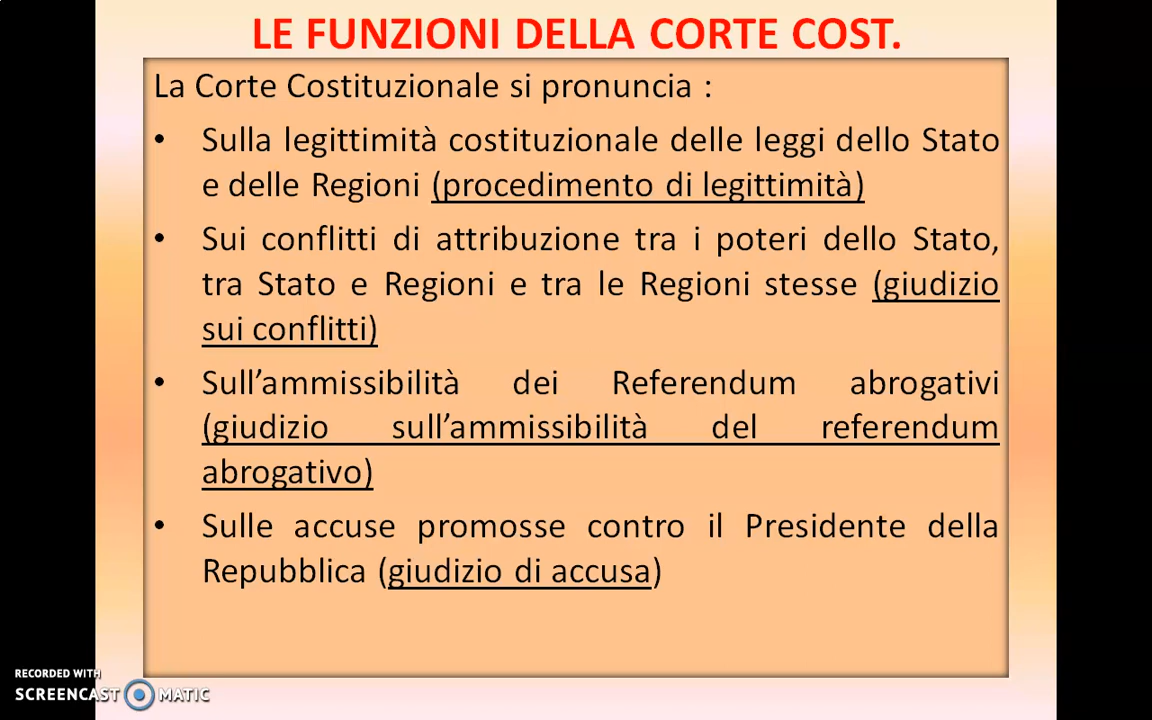 LE FUNZIONI DELLA CORTE COST.
La Corte Costituzionale si pronuncia :
• Sulla legittimità costituzionale delle leggi dello Stato
e delle Regioni (procedimento di legittimità)
• Sui conflitti di attribuzione tra i poteri dello Stato,
tra Stato e Regioni e tra le Regioni stesse (giudizio
sui conflitti)
• Sull’ammissibilità dei Referendum abrogativi
(giudizio sull’ammissibilità del referendum
abrogativo)
• Sulle accuse promosse contro il Presidente della
Repubblica (giudizio di accusa)
RECORDED WITH
SCREENCAST MATIC